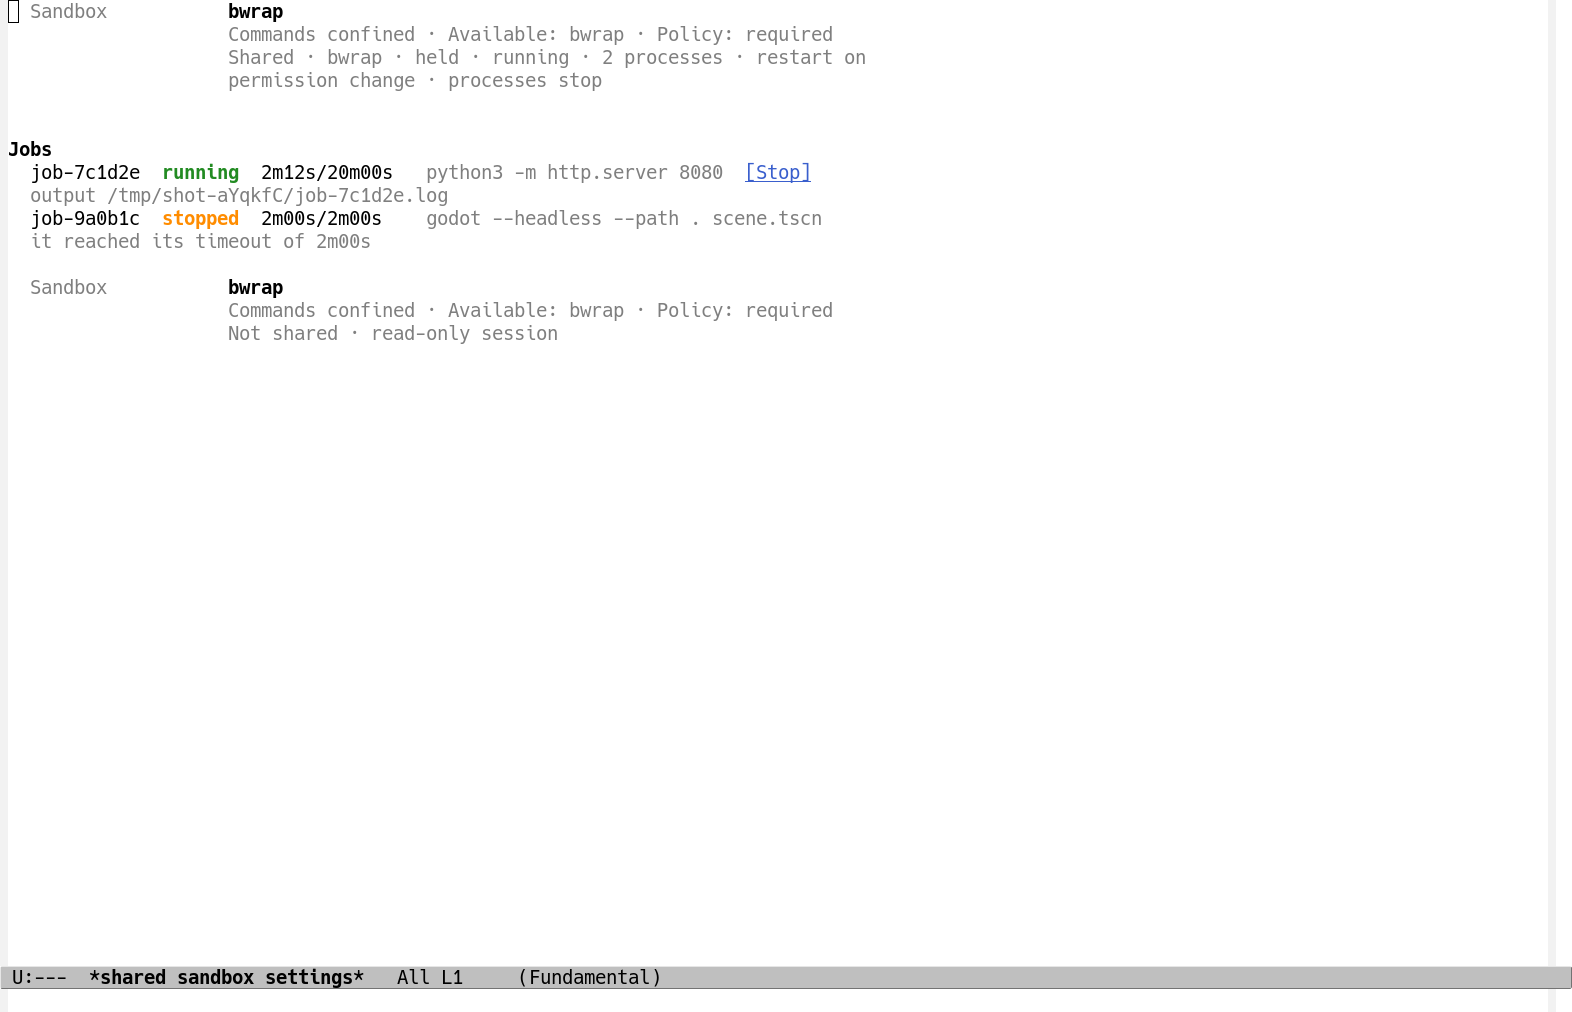 Sandbox bwrap
Commands confined · Available: bwrap · Policy: required
Shared · bwrap · held · running · 2 processes · restart on
permission change · processes stop
Jobs
job-7c1d2e running 2m12s/20m00s python3 -m http.server 8080 [Stop]
output /tmp/shot-aYqkfC/job-7c1d2e.log
job-9a0b1c stopped 2m00s/2m00s godot --headless --path . scene.tscn
it reached its timeout of 2m00s
Sandbox bwrap
Commands confined · Available: bwrap · Policy: required
Not shared · read-only session
U:--- *shared sandbox settings* All L1 (Fundamental)